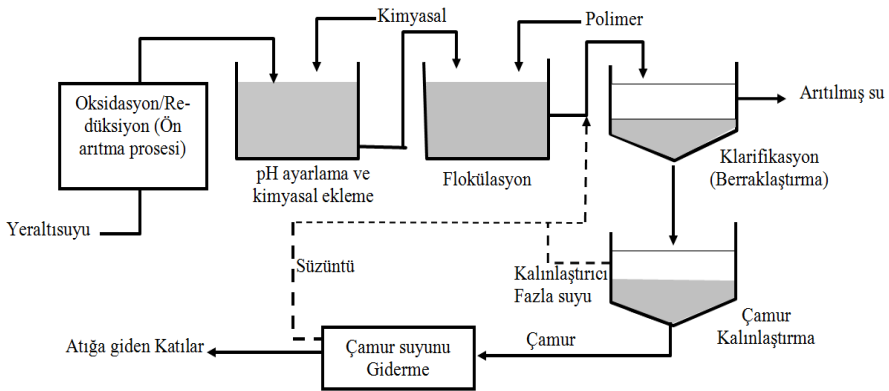 Kimyasal
Polimer
Oksidasyon/Re-
düksiyon (Ön
arıtma prosesi)
Arıtılmış su
pH ayarlama ve
kimyasal ekleme
Flokülasyon
Klarifikasyon
(Berraklaştırma)
Yeraltısuyu
Süzüntü
Kalınlaştırıcı
Fazla suyu
Çamur
Kalınlaştırma
Atığa giden Katılar
Çamur suyunu
Giderme
Çamur